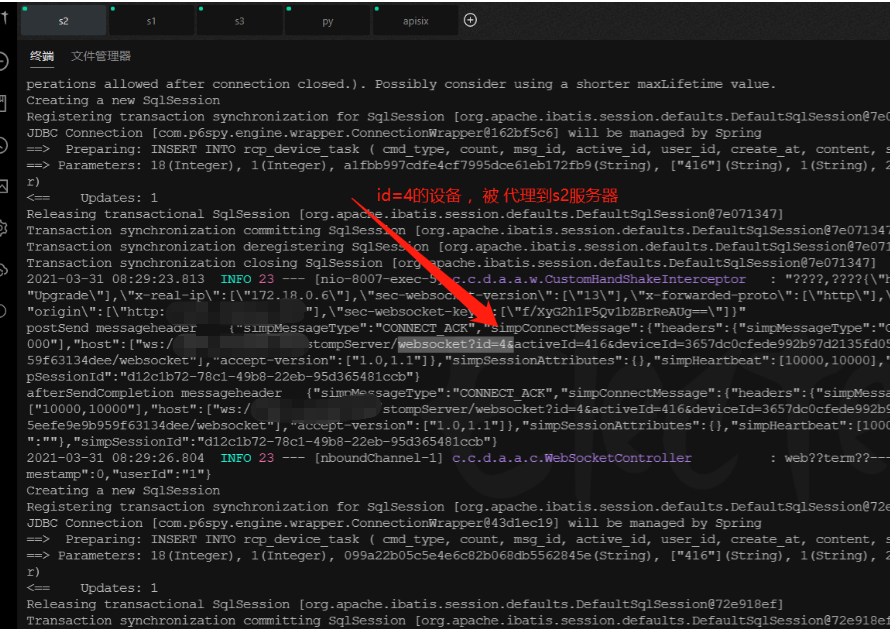 s2
s1
s3
py
apisix
终端 文件管理器
perations allowed after connection closed.). Possibly consider using a shorter maxLifetime value.
Creating a new SqlSession
Registering transaction synchronization for SqlSession [org.apache.ibatis.session.defaults.DefaultSqlSession@7e0
JDBC Connection [com.p6spy.engine.wrapper.ConnectionWrapper@162bf5c6] will be managed by Spring
==>  Preparing: INSERT INTO rcp_device_task ( cmd_type, count, msg_id, active_id, user_id, create_at, content, s
==> Parameters: 18(Integer), 1(Integer), a1fbb997cdfe4cf7995dce61eb172fb9(String), ["416"](String), 1(String), 2
r)
<==    Updates: 1
id=4的设备，被 代理到s2服务器
Releasing transactional SqlSession [org.apache.ibatis.session.defaults.DefaultSqlSession@7e071347]
Transaction synchronization committing SqlSession [org.apache.ibatis.session.defaults.DefaultSqlSession@7e071347
Transaction synchronization deregistering SqlSession [org.apache.ibatis.session.defaults.DefaultSqlSession@7e071
Transaction synchronization closing SqlSession [org.apache.ibatis.session.defaults.DefaultSqlSession@7e071347]
2021-03-31 08:29:23.813  INFO 23 --- [nio-8007-exec-5] c.c.d.a.a.w.CustomHandShakeInterceptor   : "????,????{\"h
"Upgrade\"],\"x-real-ip\":[\"172.18.0.6\"],\"sec-websocket-version\":[\"13\"],\"x-forwarded-proto\":[\"http\"],\
"origin\":[\"http: \"],\"sec-websocket-key\":[\"f/XyG2h1P5Qv1bZBrReAUg==\"]}"
postSend messageheader    {"simpMessageType":"CONNECT_ACK","simpConnectMessage":{"headers":{"simpMessageType":"C
000"],"host":["ws:/ stompServer/websocket?id=4&activeId=416&deviceId=3657dc0cfede992b97d2135fd05
59f63134dee/websocket"],"accept-version":["1.0,1.1"]}},"simpSessionAttributes":{},"simpHeartbeat":[10000,10000],"
pSessionId":"d12c1b72-78c1-49b8-22eb-95d365481ccb"}
afterSendCompletion messageheader   {"simpMessageType":"CONNECT_ACK","simpConnectMessage":{"headers":{"simpMessa
["10000,10000"],"host":["ws:/ stompServer/websocket?id=4&activeId=416&deviceId=3657dc0cfede992b9
5eefe9e9b959f63134dee/websocket"],"accept-version":["1.0,1.1"]}},"simpSessionAttributes":{},"simpHeartbeat":[1000
":""},"simpSessionId":"d12c1b72-78c1-49b8-22eb-95d365481ccb"}
2021-03-31 08:29:26.804  INFO 23 --- [nboundChannel-1] c.c.d.a.a.c.WebSocketController          : web??term??---
mestamp":0,"userId":"1"}
Creating a new SqlSession
Registering transaction synchronization for SqlSession [org.apache.ibatis.session.defaults.DefaultSqlSession@72e
JDBC Connection [com.p6spy.engine.wrapper.ConnectionWrapper@43d1ec19] will be managed by Spring
==>  Preparing: INSERT INTO rcp_device_task ( cmd_type, count, msg_id, active_id, user_id, create_at, content, s
==> Parameters: 18(Integer), 1(Integer), 099a22b05c5e4e6c82b068db5562845e(String), ["416"](String), 1(String), 2
r)
<==    Updates: 1
Releasing transactional SqlSession [org.apache.ibatis.session.defaults.DefaultSqlSession@72e918ef]
Transaction synchronization committing SqlSession [org.apache.ibatis.session.defaults.DefaultSqlSession@72e918ef